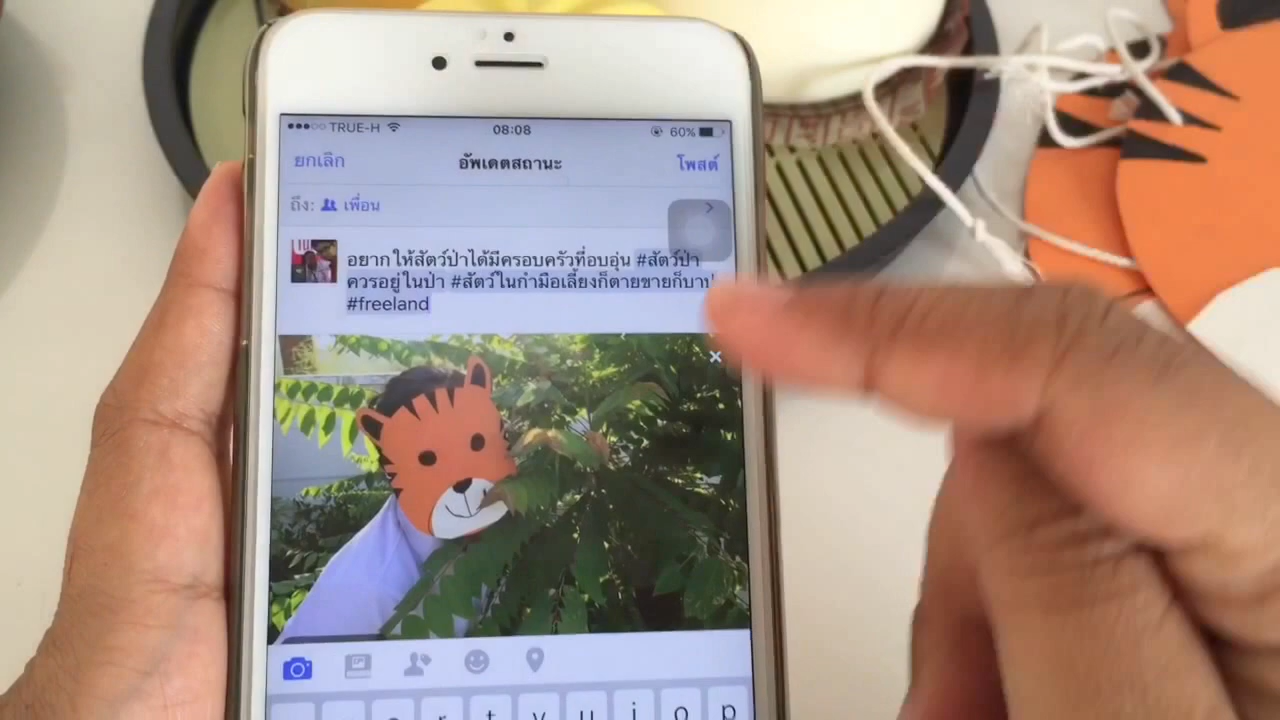 TRUE-H
08:08
60%
ยกเลิก
อัพเดตสถานะ
โพสต์
ถึง: เพื่อน
อยากให้สัตว์ป่าได้มีครอบครัวที่อบอุ่น #สัตว์ป่า
ควรอยู่ในป่า #สัตว์ในกำมือเลี้ยงก็ตายขายก็บาป
#freeland
r t y u i o p